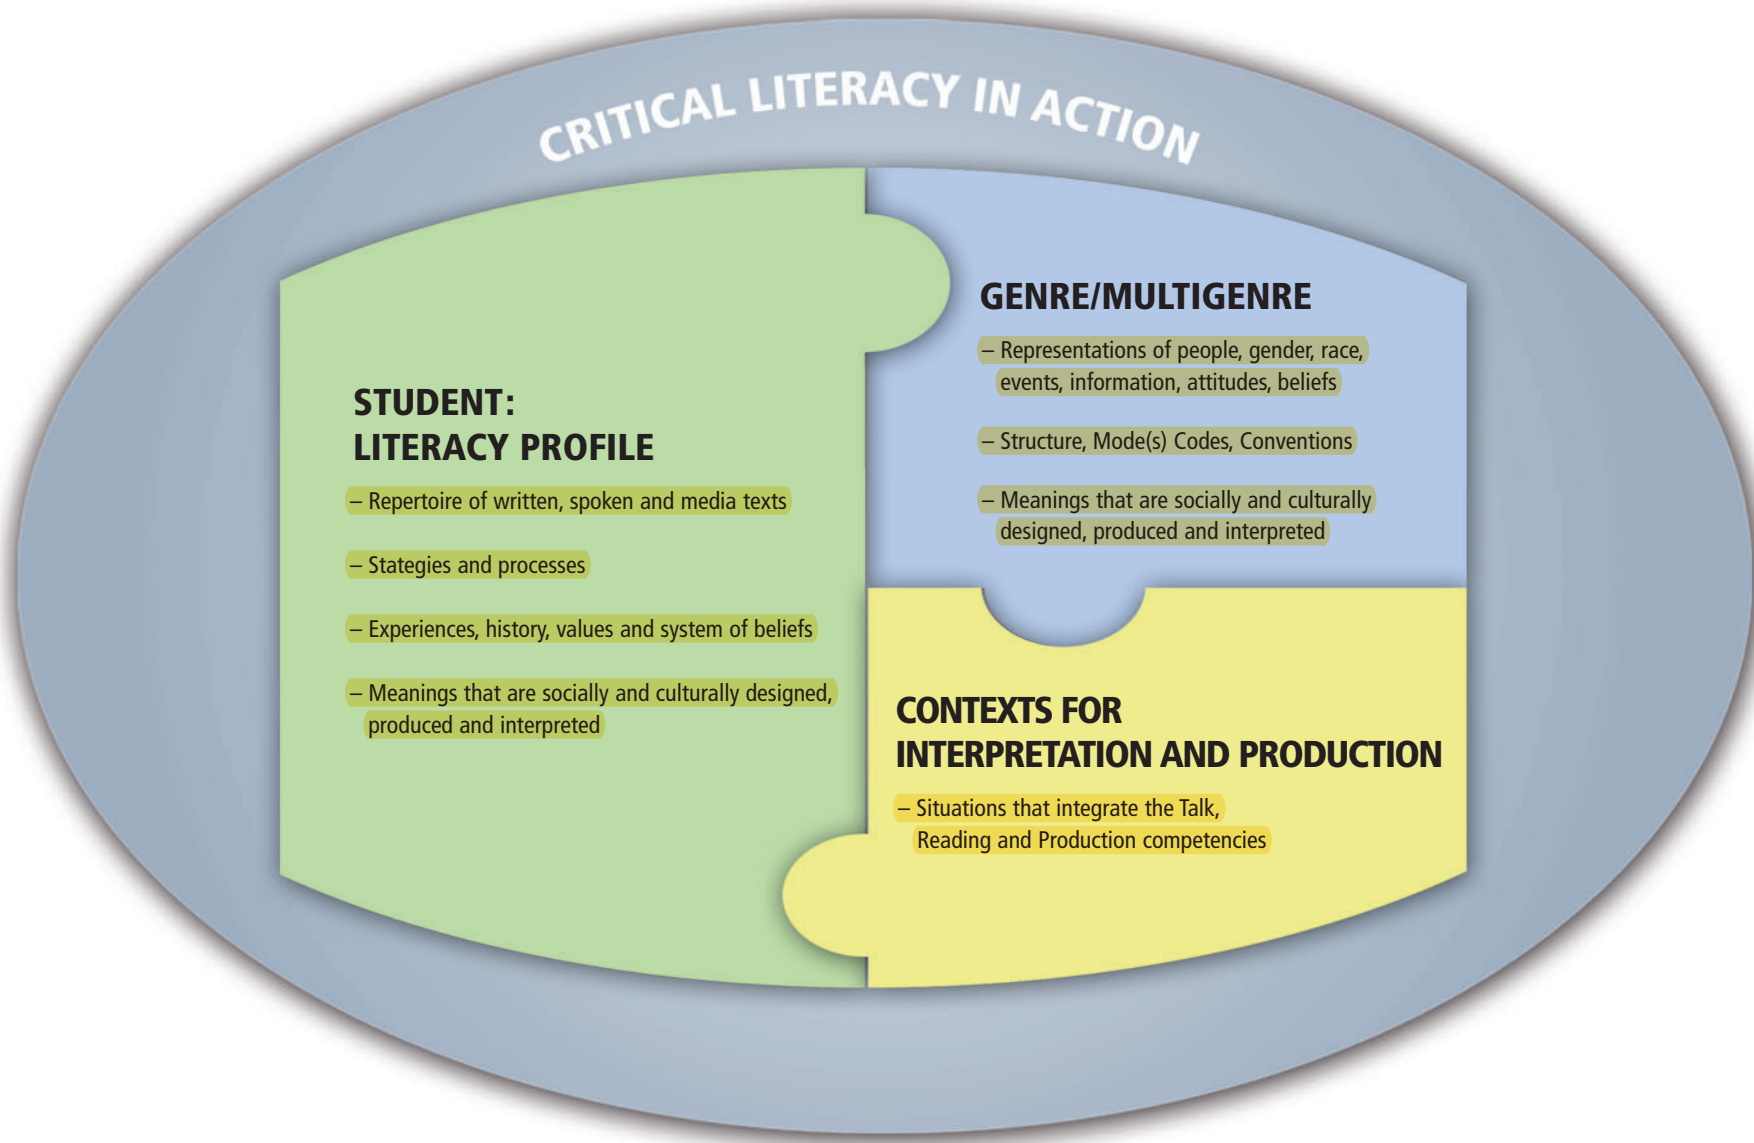 CRITICAL LITERACY IN ACTION
STUDENT:
LITERACY PROFILE
– Repertoire of written, spoken and media texts
– Stategies and processes
– Experiences, history, values and system of beliefs
– Meanings that are socially and culturally designed,
produced and interpreted
GENRE/MULTIGENRE
– Representations of people, gender, race,
events, information, attitudes, beliefs
– Structure, Mode(s) Codes, Conventions
– Meanings that are socially and culturally
designed, produced and interpreted
CONTEXTS FOR
INTERPRETATION AND PRODUCTION
– Situations that integrate the Talk,
Reading and Production competencies